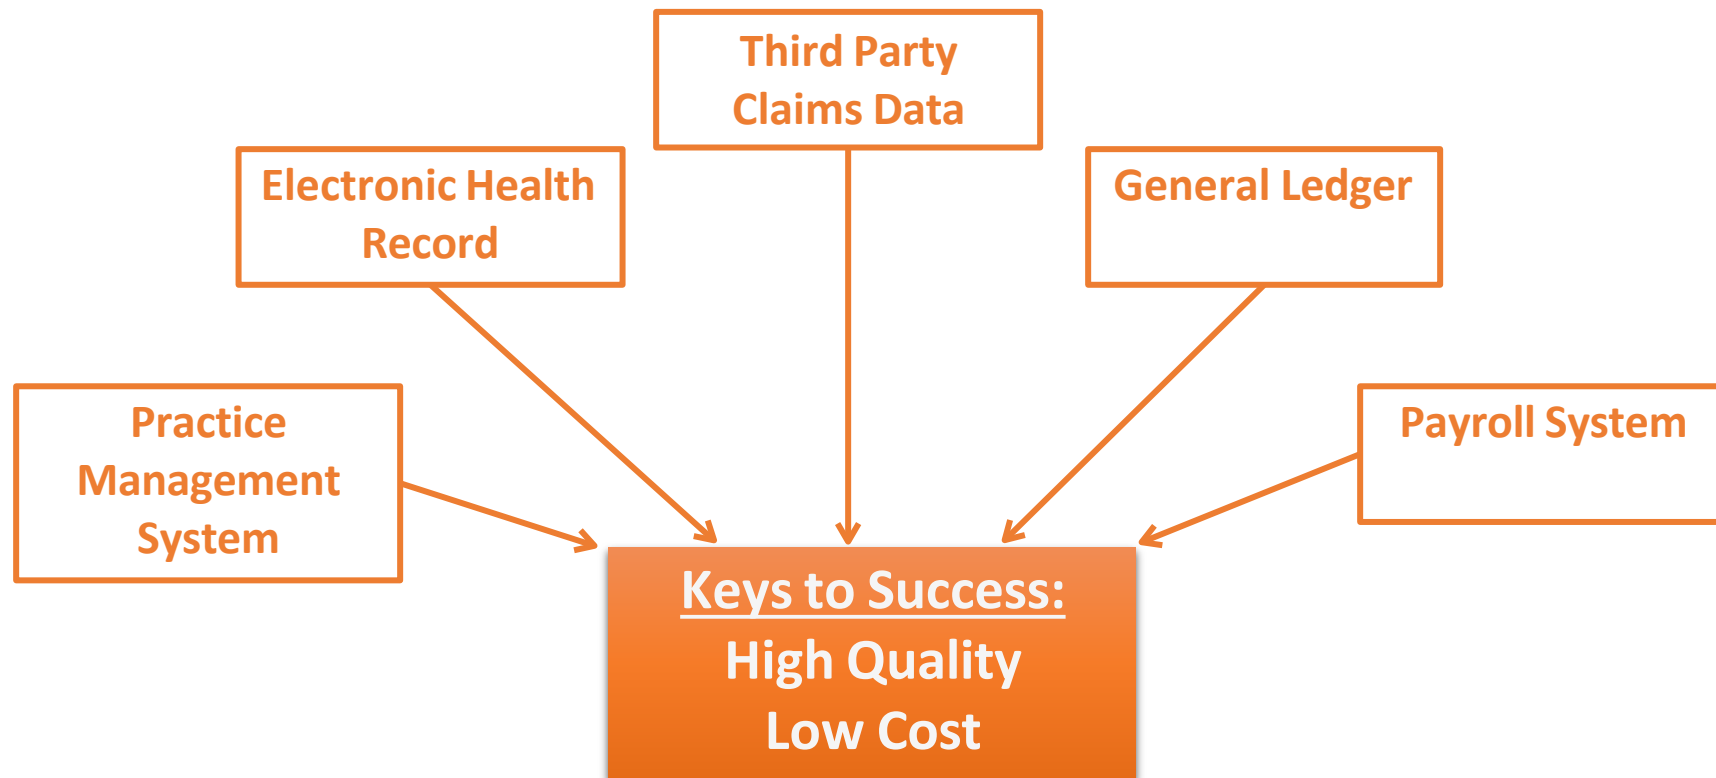 Third Party
Claims Data
Electronic Health
Record
General Ledger
Practice
Management
System
Payroll System
Keys to Success:
High Quality
Low Cost